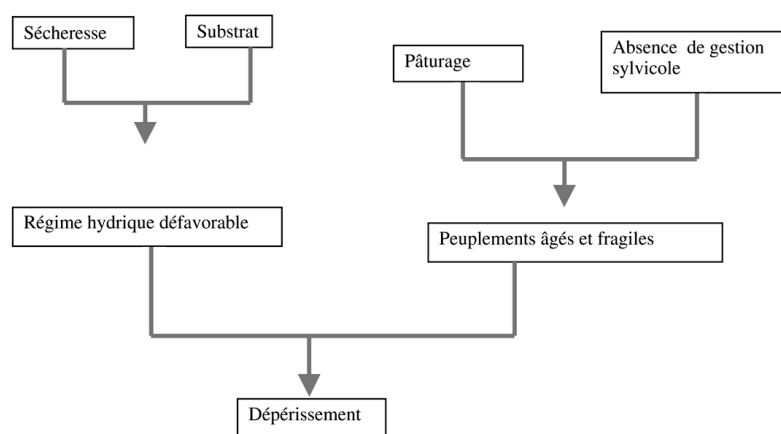 Sécheresse
Substrat
Pâturage
Absence de gestion
sylvicole
Régime hydrique défavorable
Peuplements âgés et fragiles
Dépérissement